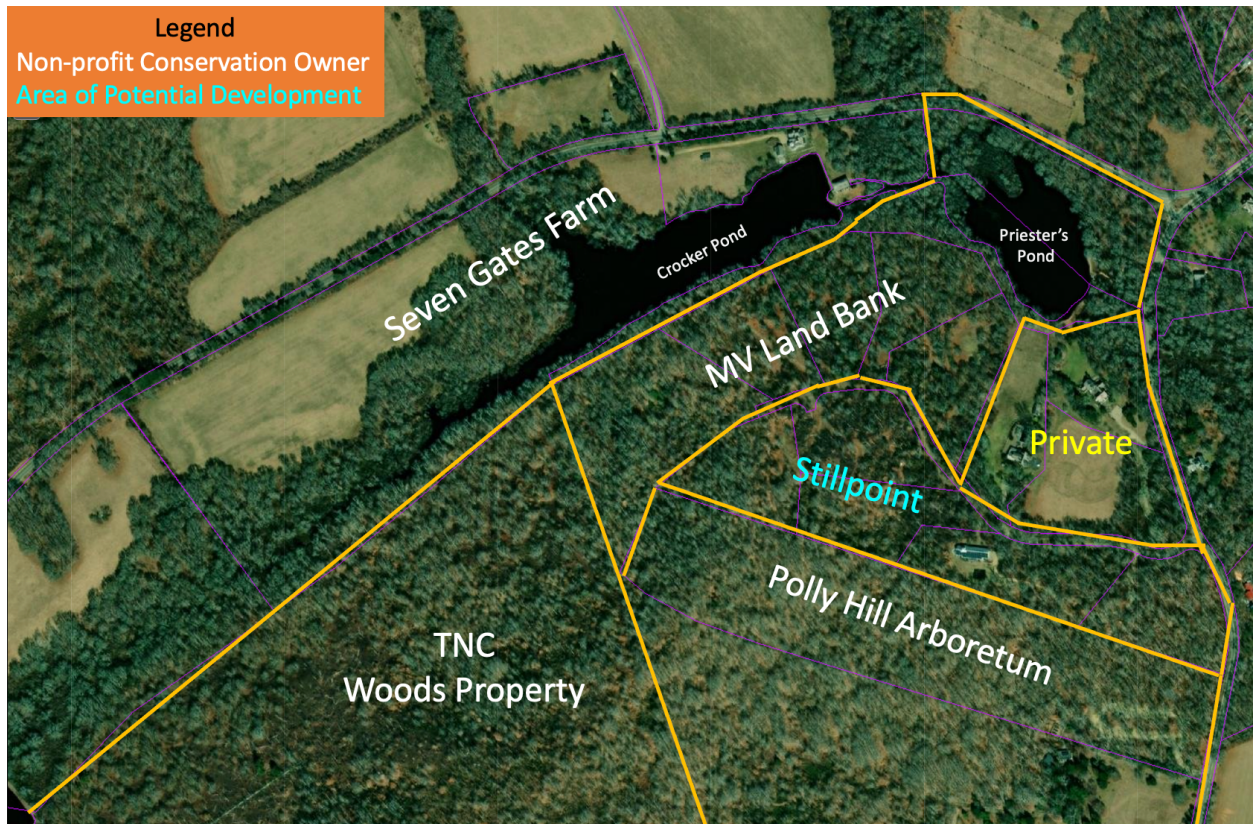 Legend
Non-profit Conservation Owner
Area of Potential Development
Seven Gates Farm
Crocker Pond
Priester's
Pond
MV Land Bank
Private
Stillpoint
Polly Hill Arboretum
TNC
Woods Property